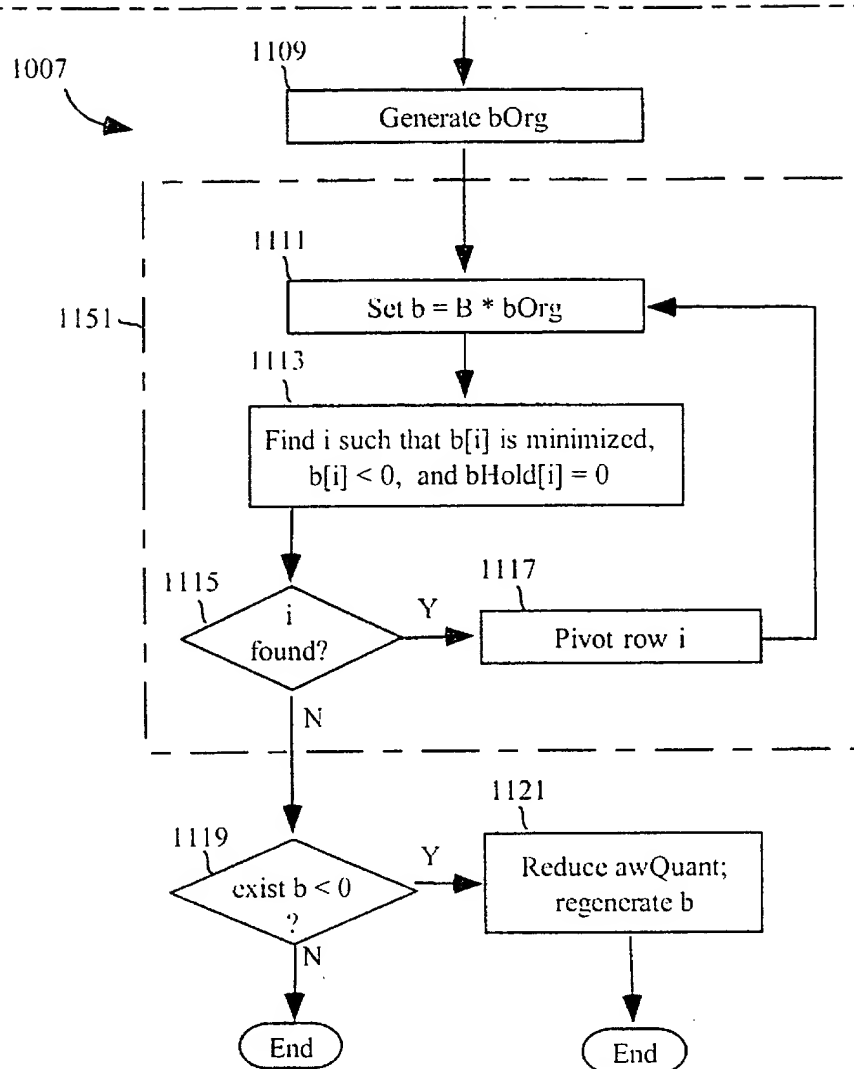 1007
1109
Generate bOrg
1151
1111
Set b = B * bOrg
1113
Find i such that b[i] is minimized,
b[i] < 0, and bHold[i] = 0
1115
i
found?
Y
1117
Pivot row i
N
1119
exist b < 0
?
Y
1121
Reduce awQuant;
regenerate b
N
End
End